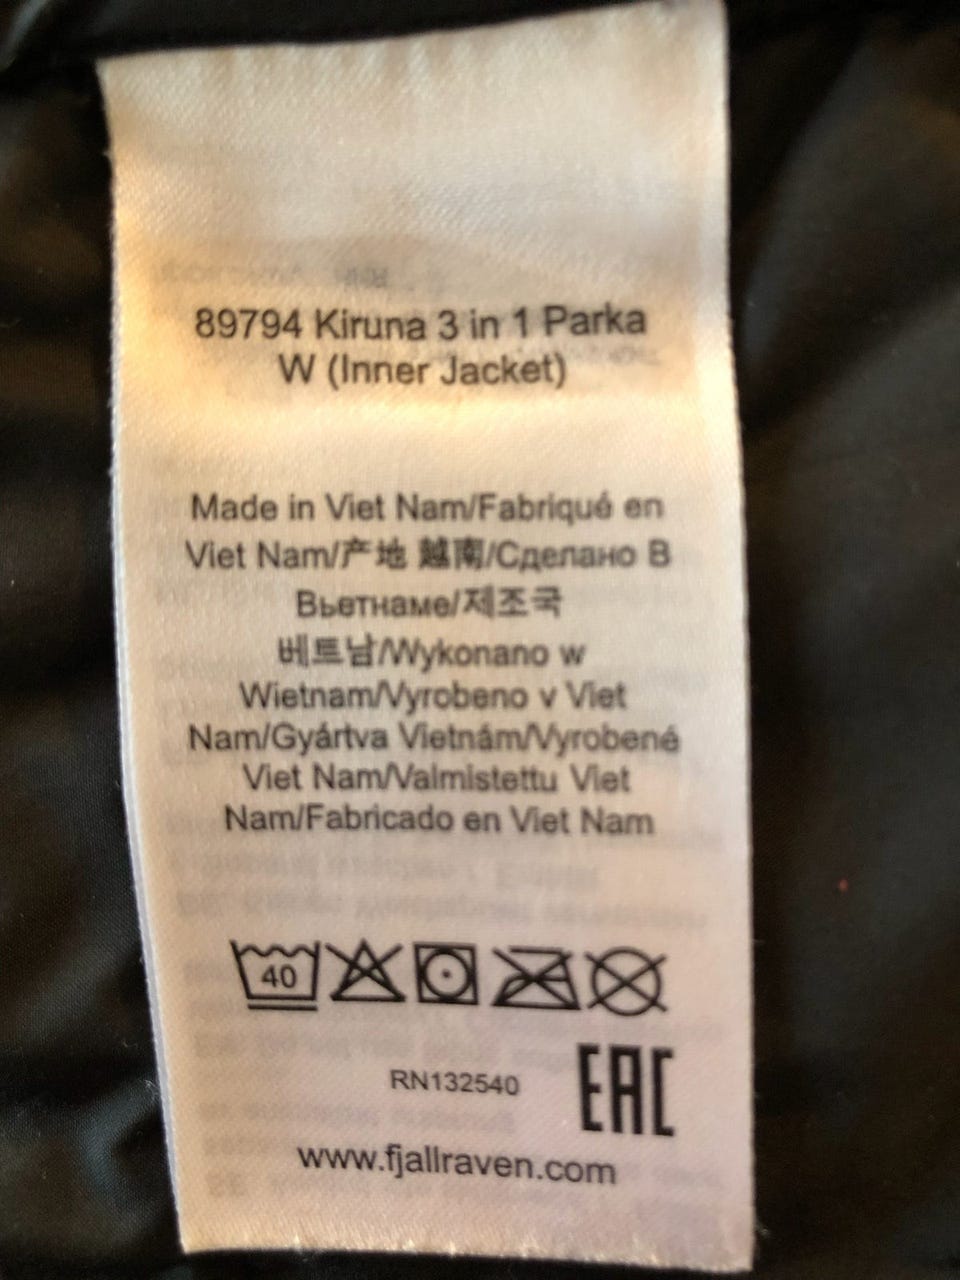 89794 Kiruna 3 in 1 Parka
W (Inner Jacket)
Made in Viet Nam/Fabriqué en
Viet Nam/产地 越南/Сделано В
Вьетнаме/제조국
베트남/Wykonano w
Wietnam/Vyrobeno v Viet
Nam/Gyártva Vietnám/Vyrobené
Viet Nam/Valmistettu Viet
Nam/Fabricado en Viet Nam
40
RN132540
EAC
www.fjallraven.com